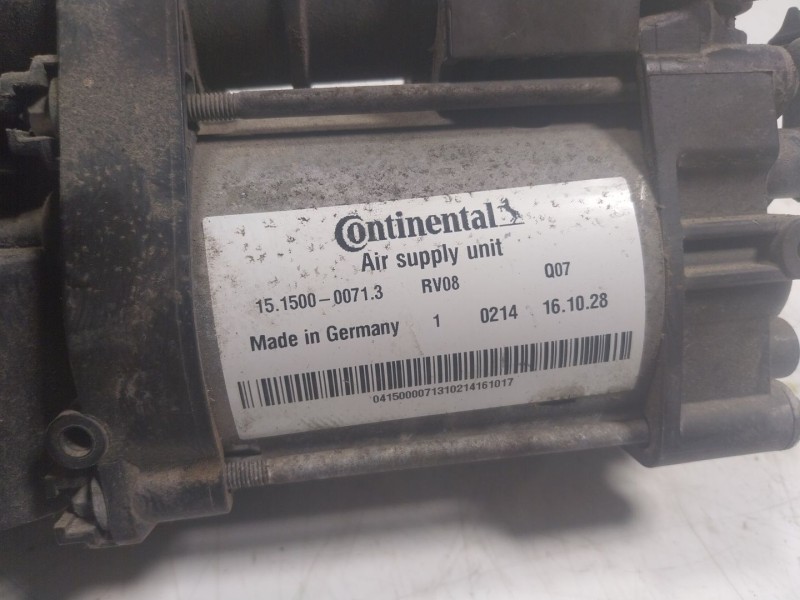 Continental
Air supply unit
15.1500-0071.3 RV08 Q07
Made in Germany 1 0214 16.10.28
0415000071310214161017